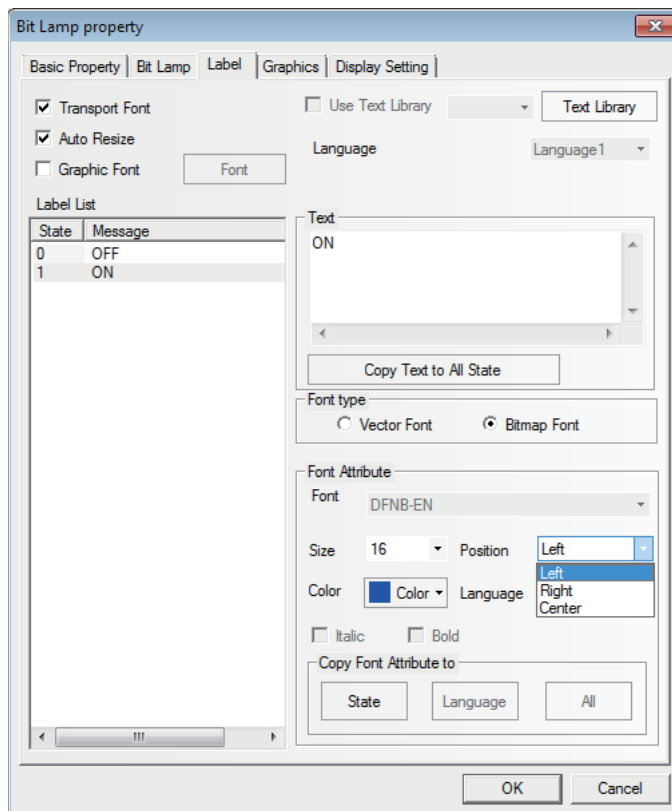 Bit Lamp property
Basic Property Bit Lamp Label Graphics Display Setting
Transport Font
Auto Resize
Graphic Font Font
Use Text Library Text Library
Language Language1
Label List
State Message
0 OFF
1 ON
Text
ON
Copy Text to All State
Font type
Vector Font Bitmap Font
Font Attribute
Font DFNB-EN
Size 16 Position Left
Left
Right
Center
Color Color Language
Italic Bold
Copy Font Attribute to
State Language All
OK Cancel